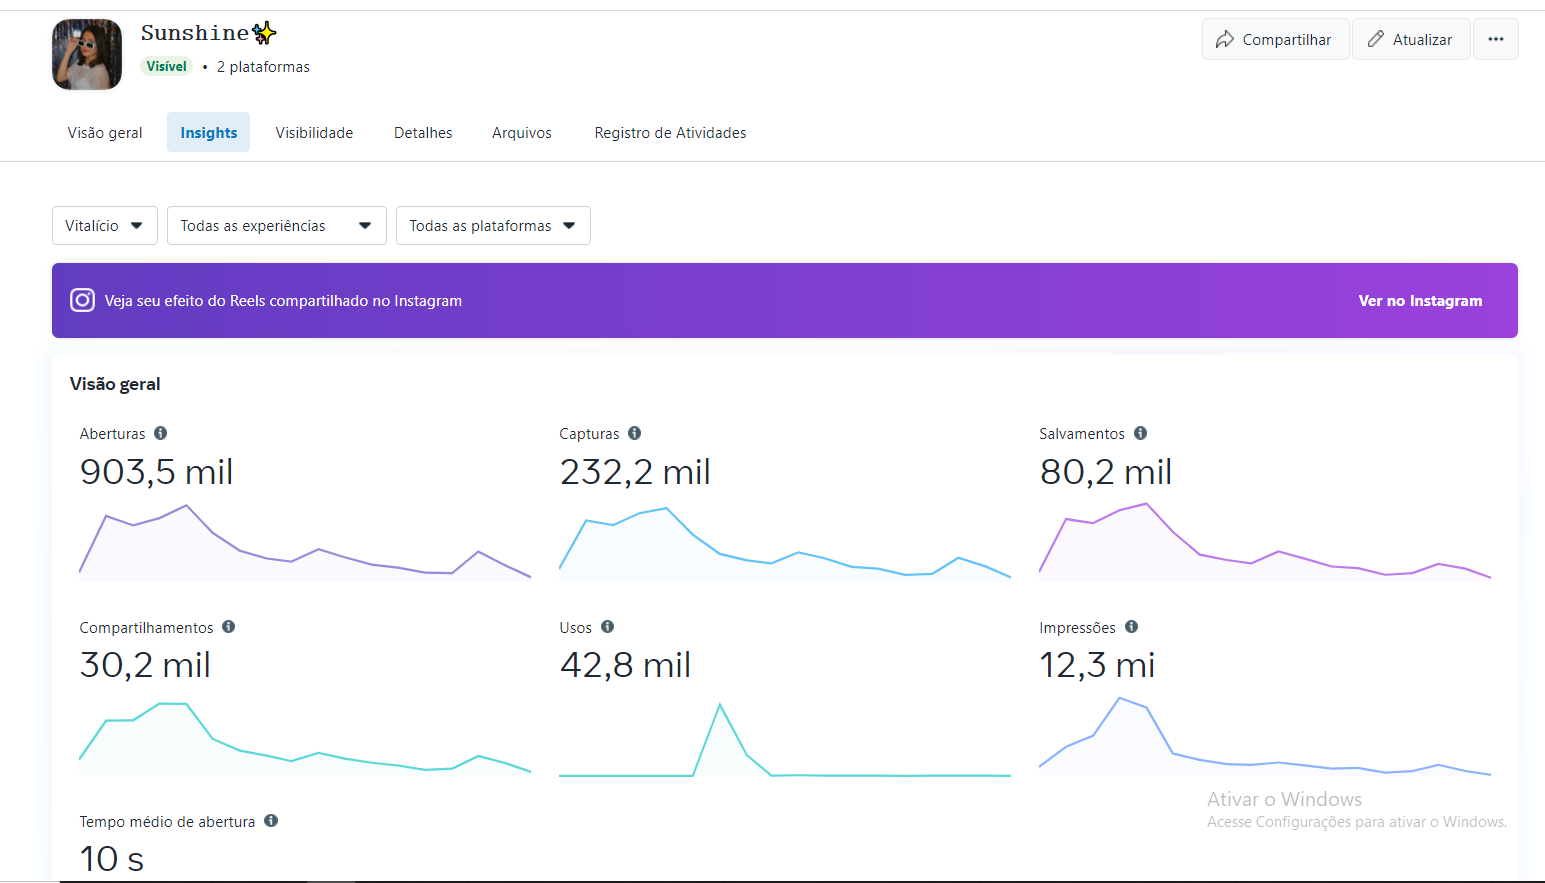 Sunshine✨
Visível • 2 plataformas
Compartilhar
Atualizar
Visão geral
Insights
Visibilidade
Detalhes
Arquivos
Registro de Atividades
Vitalício
Todas as experiências
Todas as plataformas
Veja seu efeito do Reels compartilhado no Instagram
Ver no Instagram
Visão geral
Aberturas
903,5 mil
Capturas
232,2 mil
Salvamentos
80,2 mil
Compartilhamentos
30,2 mil
Usos
42,8 mil
Impressões
12,3 mi
Tempo médio de abertura
10 s
Ativar o Windows
Acesse Configurações para ativar o Windows.